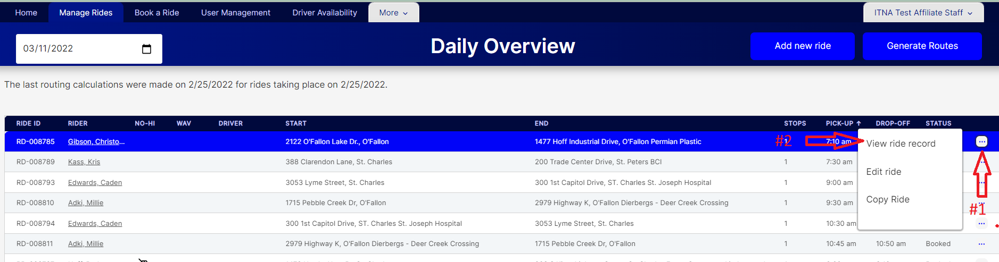 Home Manage Rides Book a Ride User Management Driver Availability More ITNA Test Affiliate Staff
03/11/2022 Daily Overview Add new ride Generate Routes
The last routing calculations were made on 2/25/2022 for rides taking place on 2/25/2022.
RIDE ID RIDER NO-HI WAV DRIVER START END STOPS PICK-UP ↑ DROP-OFF STATUS
RD-008785 Gibson, Christo... 2122 O'Fallon Lake Dr., O'Fallon 1477 Hoff Industrial Drive, O'Fallon Permian Plastic #2 1 7:10 am View ride record ...
RD-008789 Kass, Kris 388 Clarendon Lane, St. Charles 200 Trade Center Drive, St. Peters BCI 1 7:30 am
Edit ride
RD-008793 Edwards, Caden 3053 Lyme Street, St. Charles 300 1st Capitol Drive, ST. Charles St. Joseph Hospital 1 9:00 am ...
RD-008810 Adki, Millie 1715 Pebble Creek Dr, O'Fallon 2979 Highway K, O'Fallon Dierbergs - Deer Creek Crossing 1 9:30 am Copy Ride ...
#1
RD-008794 Edwards, Caden 300 1st Capitol Drive, ST. Charles St. Joseph Hospital 3053 Lyme Street, St. Charles 1 10:30 am ...
RD-008811 Adki, Millie 2979 Highway K, O'Fallon Dierbergs - Deer Creek Crossing 1715 Pebble Creek Dr, O'Fallon 1 10:45 am 10:50 am Booked ...